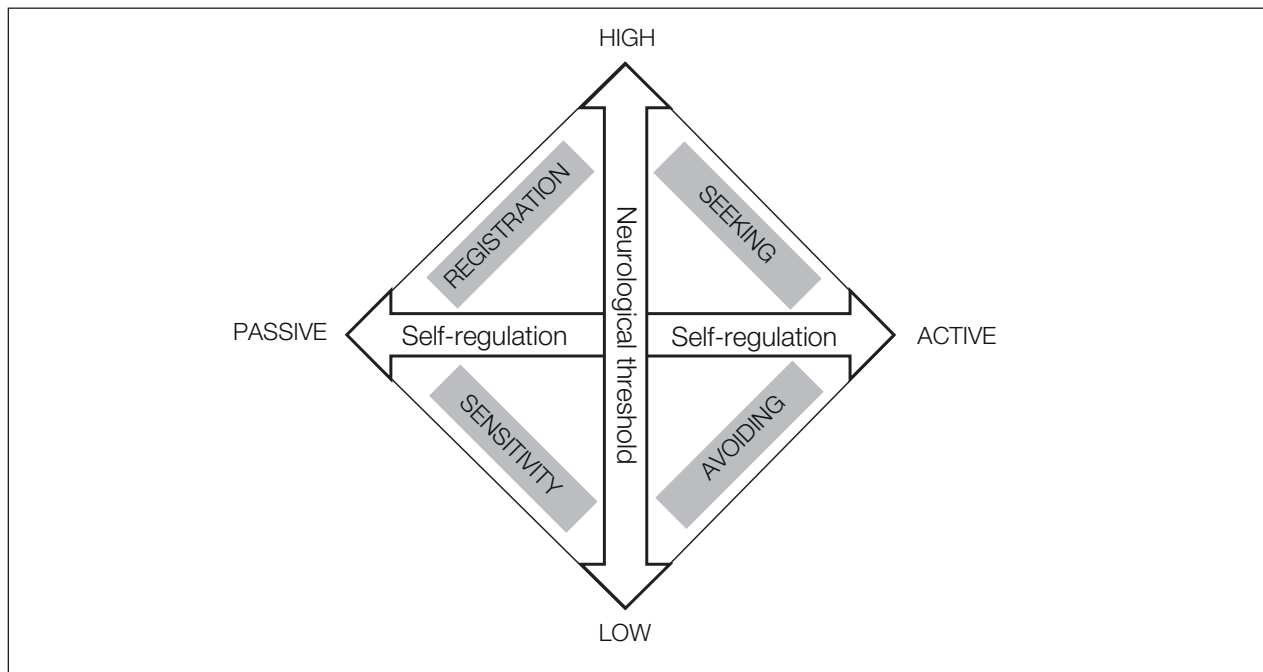 HIGH
REGISTRATION
SEEKING
Neurological threshold
PASSIVE
Self-regulation
Self-regulation
ACTIVE
SENSITIVITY
AVOIDING
LOW